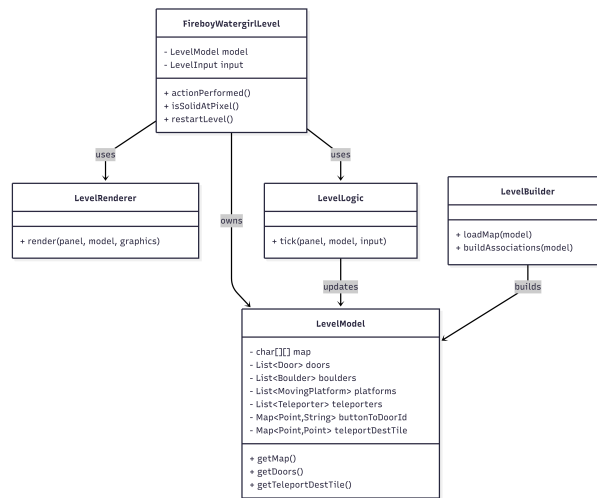 FireboyWatergirlLevel
- LevelModel model
- LevelInput input
+ actionPerformed()
+ isSolidAtPixel()
+ restartLevel()
uses
uses
LevelRenderer
+ render(panel, model, graphics)
LevelLogic
+ tick(panel, model, input)
LevelBuilder
+ loadMap(model)
+ buildAssociations(model)
owns
updates
builds
LevelModel
- char[][] map
- List<Door> doors
- List<Boulder> boulders
- List<MovingPlatform> platforms
- List<Teleporter> teleporters
- Map<Point,String> buttonToDoorId
- Map<Point,Point> teleportDestTile
+ getMap()
+ getDoors()
+ getTeleportDestTile()